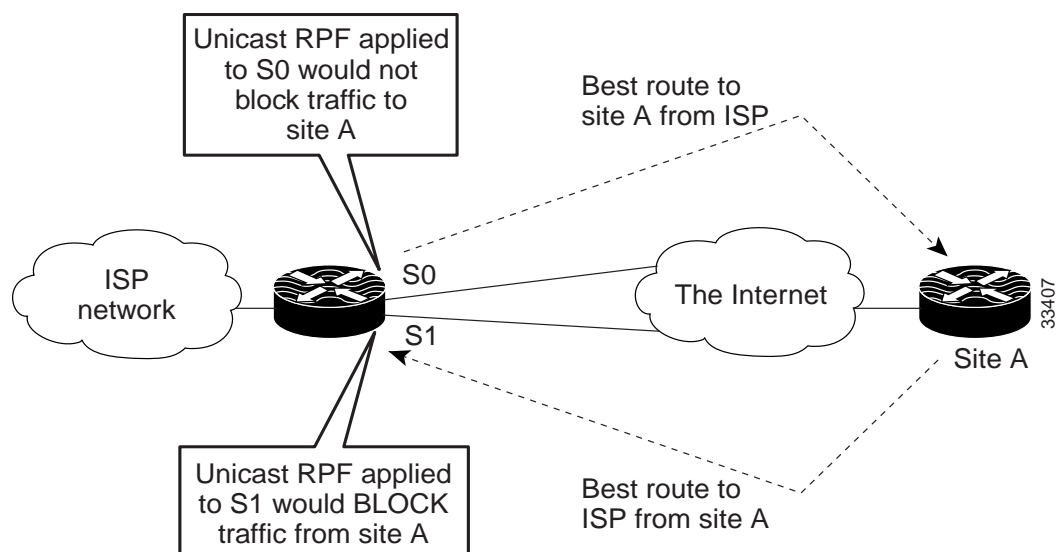 Unicast RPF applied
to S0 would not
block traffic to
site A
Best route to
site A from ISP
ISP
network
S0
S1
The Internet
Site A
33407
Unicast RPF applied
to S1 would BLOCK
traffic from site A
Best route to
ISP from site A